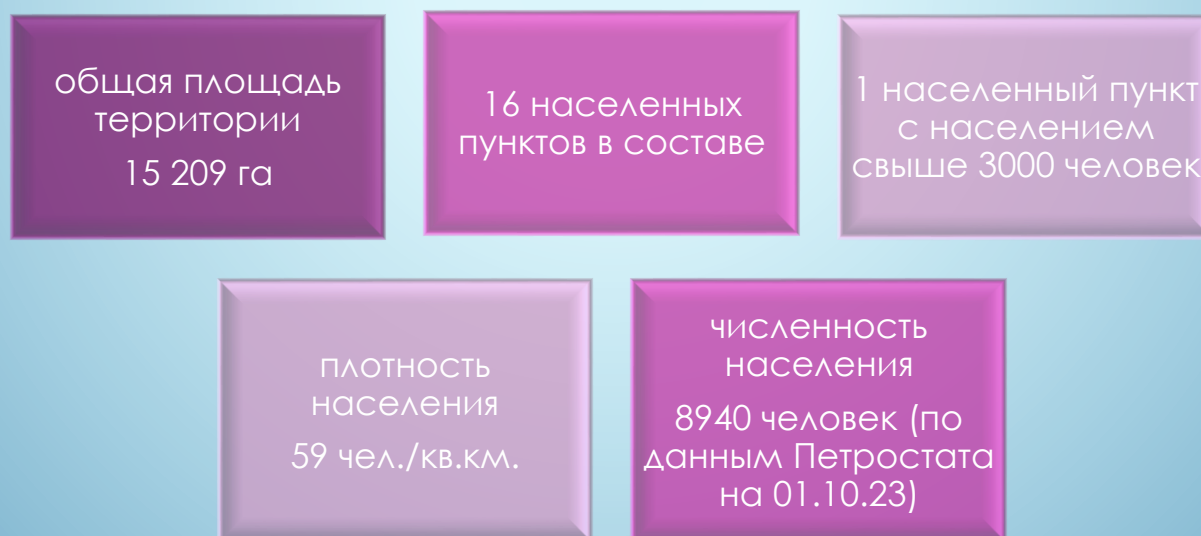 общая площадь
территории
15 209 га
16 населенных
пунктов в составе
1 населенный пункт
с населением
свыше 3000 человек
плотность
населения
59 чел./кв.км.
численность
населения
8940 человек (по
данным Петростата
на 01.10.23)